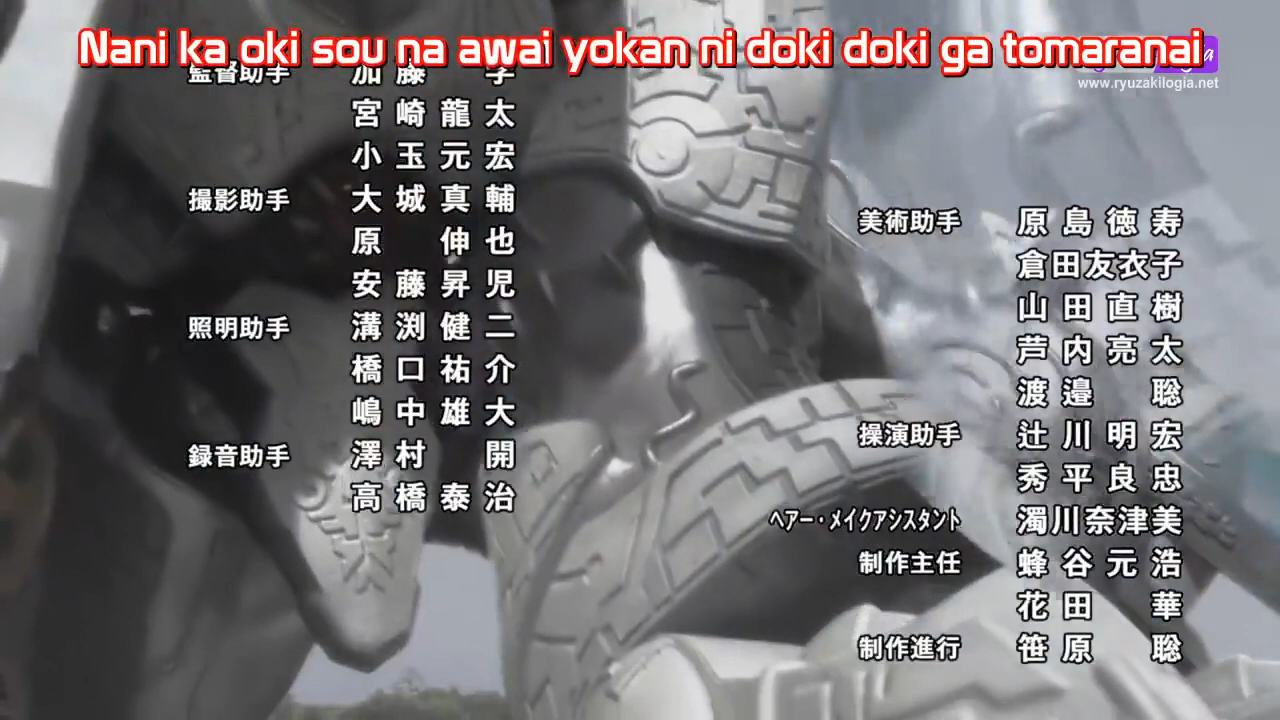 Nani ka oki sou na awai yokan ni doki doki ga tomaranai
www.ryuzakilogia.net
監督助手 加藤 学
宮崎龍太
小玉元宏
撮影助手 大城真輔
原 伸也
安藤昇児
照明助手 溝渕健二
橋口祐介
嶋中雄大
録音助手 澤村 開
高橋泰治
美術助手 原島徳寿
倉田友衣子
山田直樹
芦内亮太
渡邉 聡
操演助手 辻川明宏
秀平良忠
ヘアー・メイクアシスタント 濁川奈津美
制作主任 蜂谷元浩
花田 華
制作進行 笹原 聡